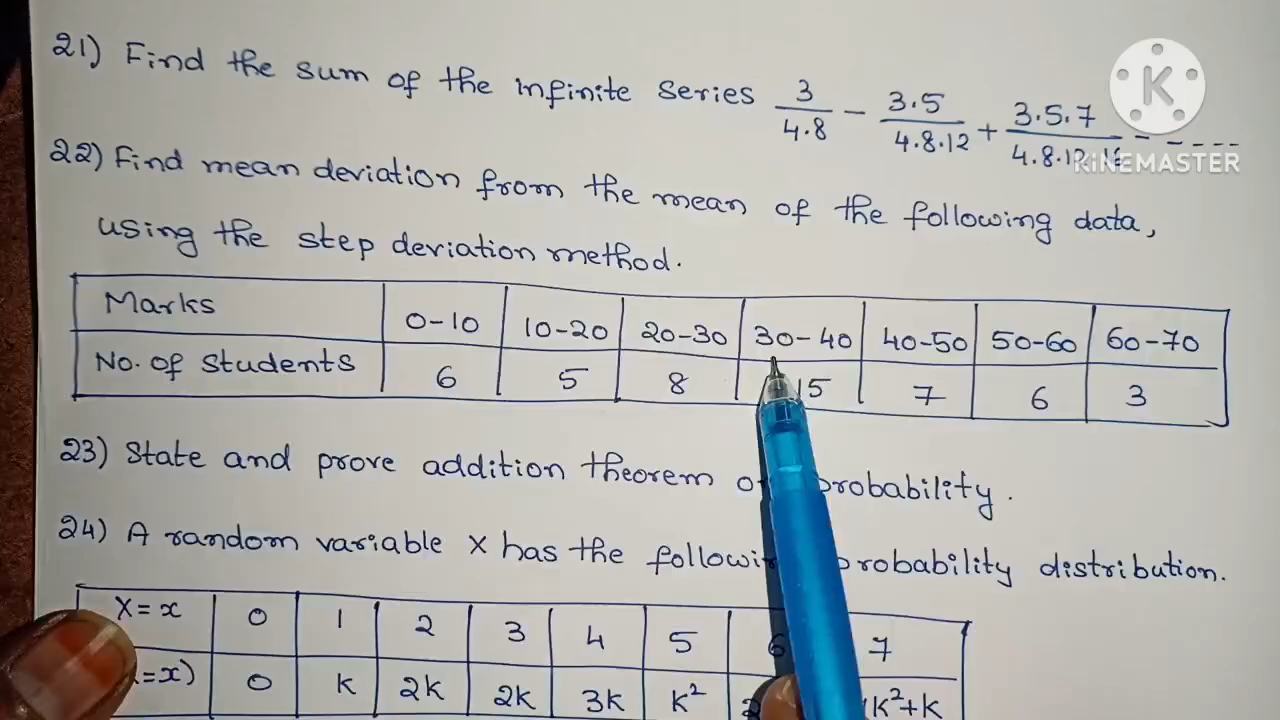 21) Find the sum of the infinite series 3/4.8 - 3.5/4.8.12 + 3.5.7/4.8.12. - - - - -
KINEMASTER
22) Find mean deviation from the mean of the following data,
using the step deviation method.
Marks 0-10 10-20 20-30 30-40 40-50 50-60 60-70
No. of Students 6 5 8 15 7 6 3
23) State and prove addition theorem probability.
24) A random variable X has the probability distribution.
X=x 0 1 2 3 4 5 6 7
=x) 0 K 2K 2K 3K K² K²+K